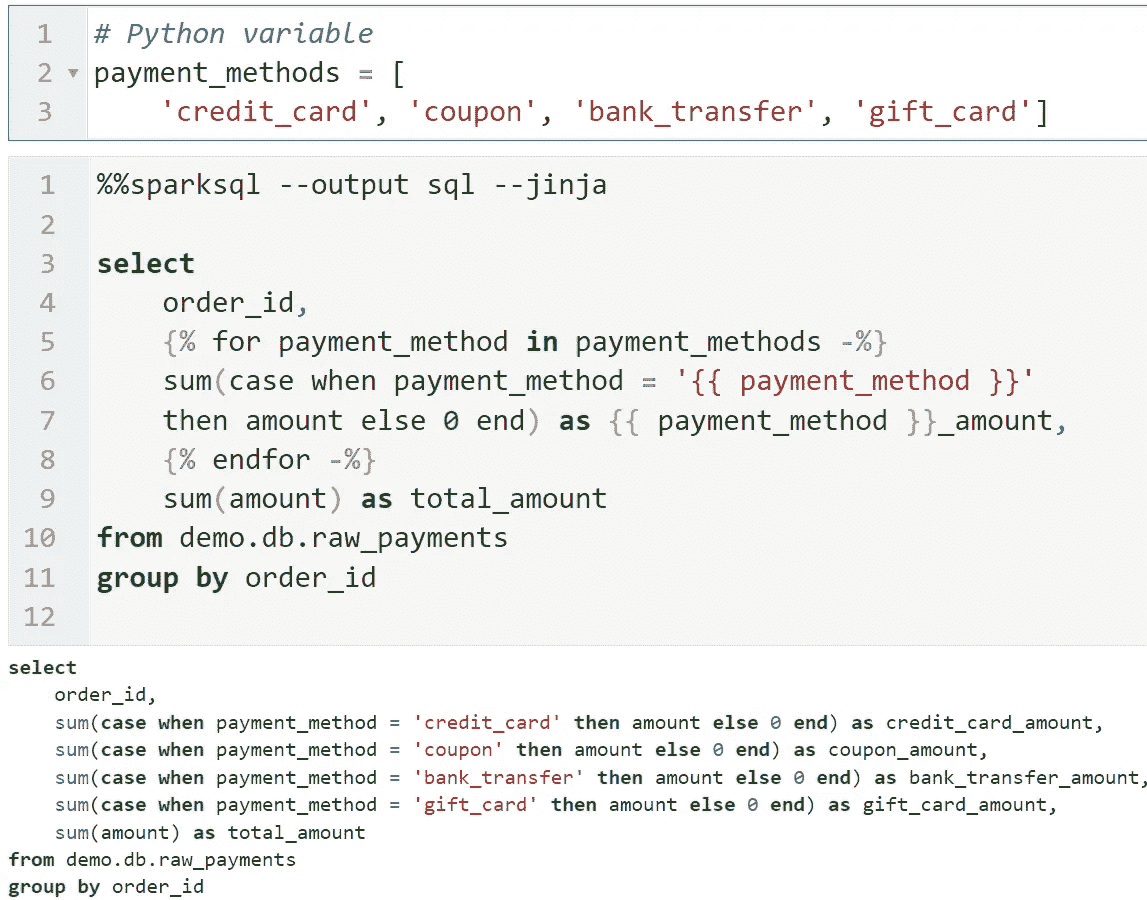 1 # Python variable
2 payment_methods = [
3     'credit_card', 'coupon', 'bank_transfer', 'gift_card']
1 %%sparksql --output sql --jinja
2
3 select
4     order_id,
5     {% for payment_method in payment_methods -%}
6     sum(case when payment_method = '{{ payment_method }}'
7     then amount else 0 end) as {{ payment_method }}_amount,
8     {% endfor -%}
9     sum(amount) as total_amount
10 from demo.db.raw_payments
11 group by order_id
12
select
    order_id,
    sum(case when payment_method = 'credit_card' then amount else 0 end) as credit_card_amount,
    sum(case when payment_method = 'coupon' then amount else 0 end) as coupon_amount,
    sum(case when payment_method = 'bank_transfer' then amount else 0 end) as bank_transfer_amount,
    sum(case when payment_method = 'gift_card' then amount else 0 end) as gift_card_amount,
    sum(amount) as total_amount
from demo.db.raw_payments
group by order_id